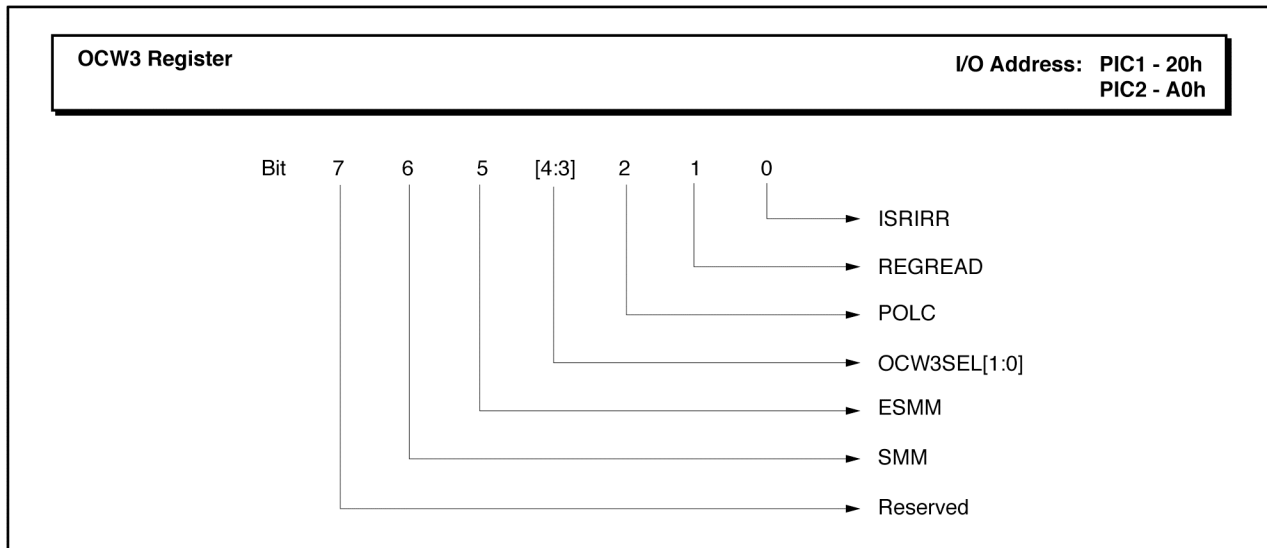 OCW3 Register
I/O Address: PIC1 - 20h
PIC2 - A0h
Bit 7 6 5 [4:3] 2 1 0
ISRIRR
REGREAD
POLC
OCW3SEL[1:0]
ESMM
SMM
Reserved